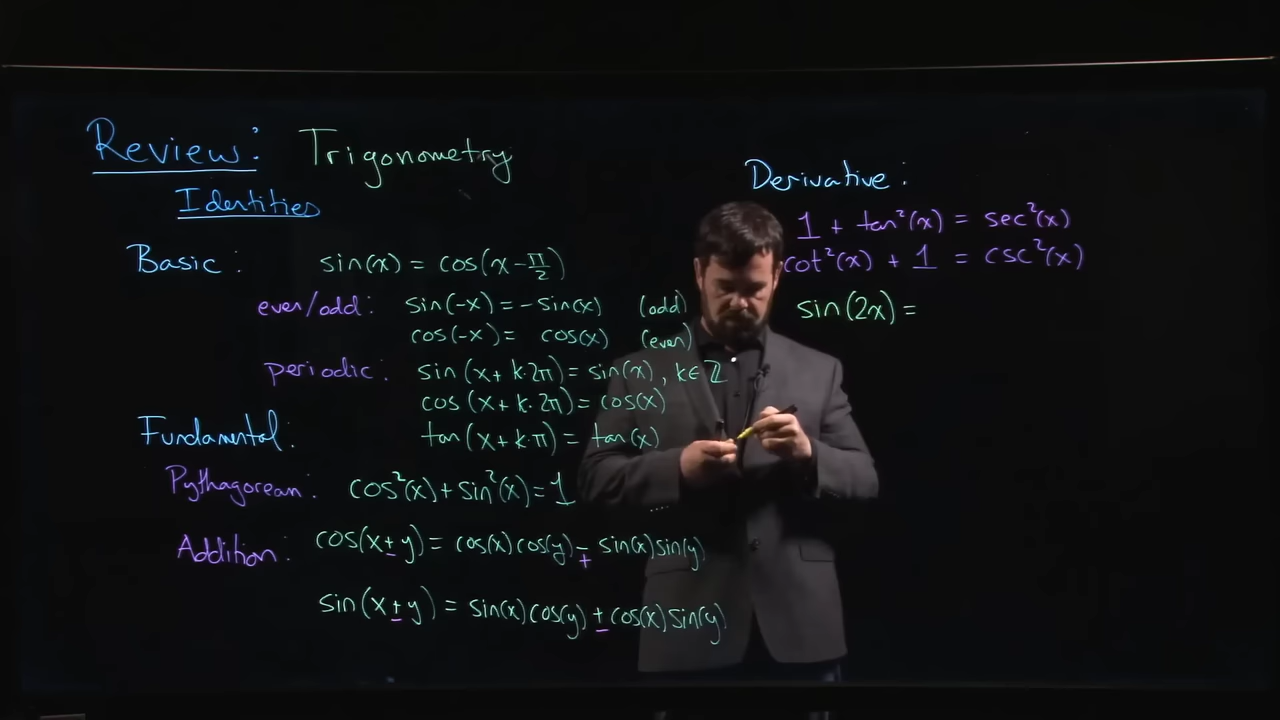 Review: Trigonometry
Identities
Basic: sin(x) = cos(x - π/2)
even/odd: sin(-x) = - sin(x) (odd)
cos(-x) = cos(x) (even)
periodic: sin(x + k·2π) = sin(x), k∈ℤ
cos(x + k·2π) = cos(x)
Fundamental: tan(x + k·π) = tan(x)
Pythagorean: cos²(x) + sin²(x) = 1
Addition: cos(x ± y) = cos(x)cos(y) ∓ sin(x)sin(y)
sin(x ± y) = sin(x)cos(y) ± cos(x)sin(y)
Derivative:
1 + tan²(x) = sec²(x)
cot²(x) + 1 = csc²(x)
sin(2x) =